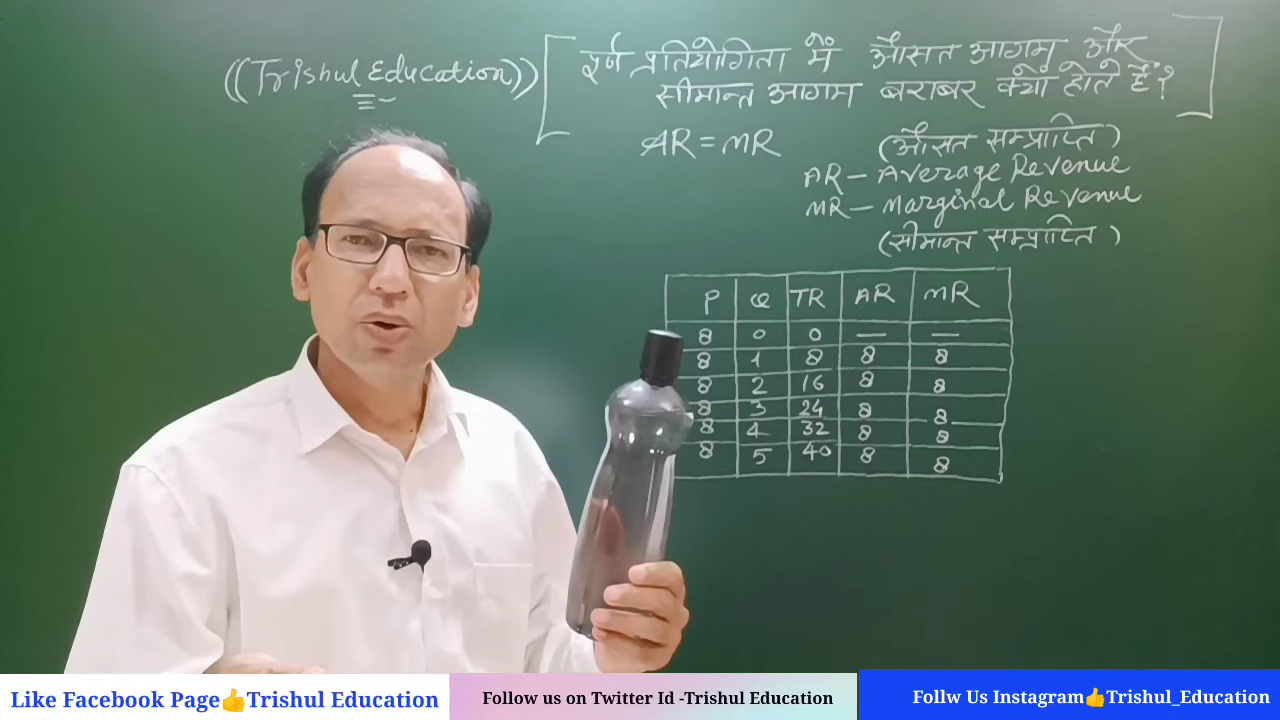 ((Trishul Education))
पूर्ण प्रतियोगिता में औसत आगम और
सीमान्त आगम बराबर क्यों होते हैं?
AR = MR
(औसत सम्प्राप्ति)
AR – Average Revenue
MR – Marginal Revenue
(सीमान्त सम्प्राप्ति)
P Q TR AR MR
8 0 0 — —
8 1 8 8 8
8 2 16 8 8
8 3 24 8 8
8 4 32 8 8
8 5 40 8 8
Like Facebook Page👍Trishul Education
Follow us on Twitter Id -Trishul Education
Follw Us Instagram👍Trishul_Education